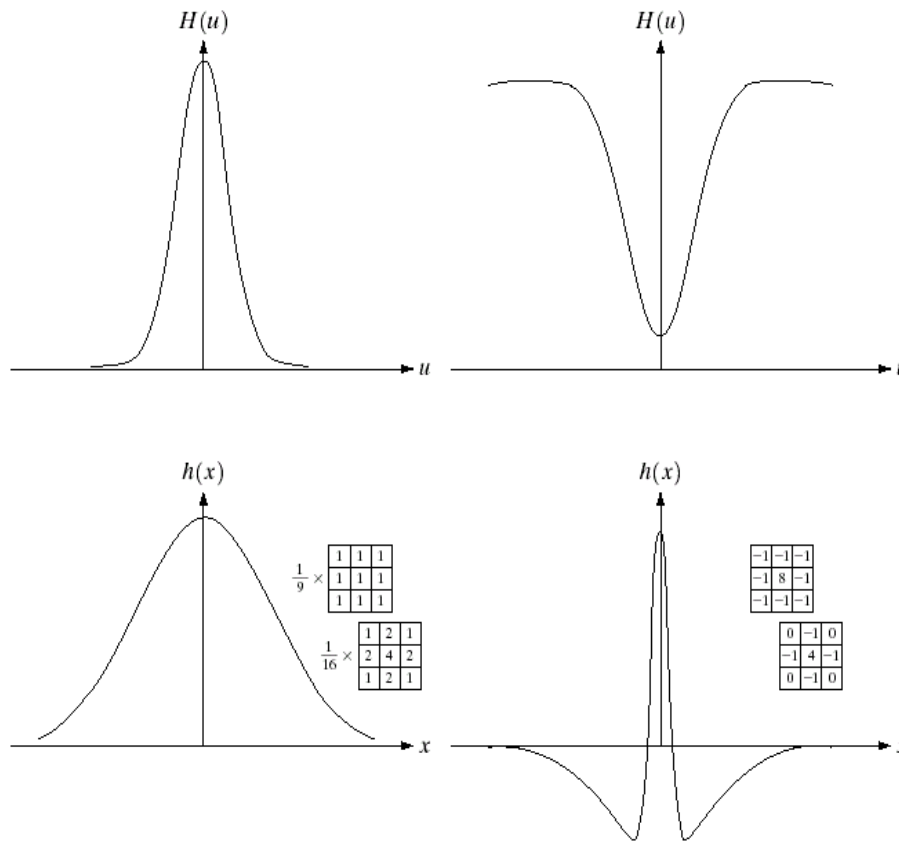 H(u)
H(u)
u
h(x)
h(x)
x
1/9 ×
1 1 1
1 1 1
1 1 1
1/16 ×
1 2 1
2 4 2
1 2 1
−1 −1 −1
−1 8 −1
−1 −1 −1
0 −1 0
−1 4 −1
0 −1 0